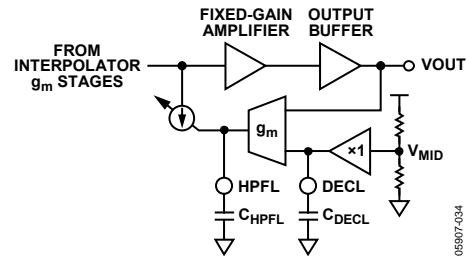 FIXED-GAIN
AMPLIFIER
OUTPUT
BUFFER
FROM
INTERPOLATOR
gm STAGES
VOUT
gm
×1
VMID
HPFL
DECL
CHPFL
CDECL
05907-034